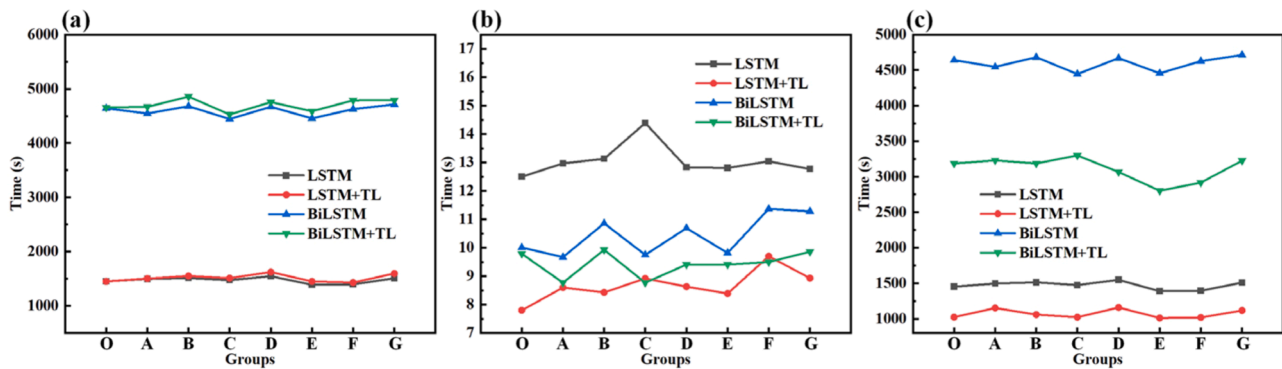 (a)
6000
5000
4000
3000
2000
1000
Time (s)
LSTM
LSTM+TL
BiLSTM
BiLSTM+TL
O A B C D E F G
Groups
(b)
17
16
15
14
13
12
11
10
9
8
7
Time (s)
LSTM
LSTM+TL
BiLSTM
BiLSTM+TL
O A B C D E F G
Groups
(c)
5000
4500
4000
3500
3000
2500
2000
1500
1000
Time (s)
LSTM
LSTM+TL
BiLSTM
BiLSTM+TL
O A B C D E F G
Groups